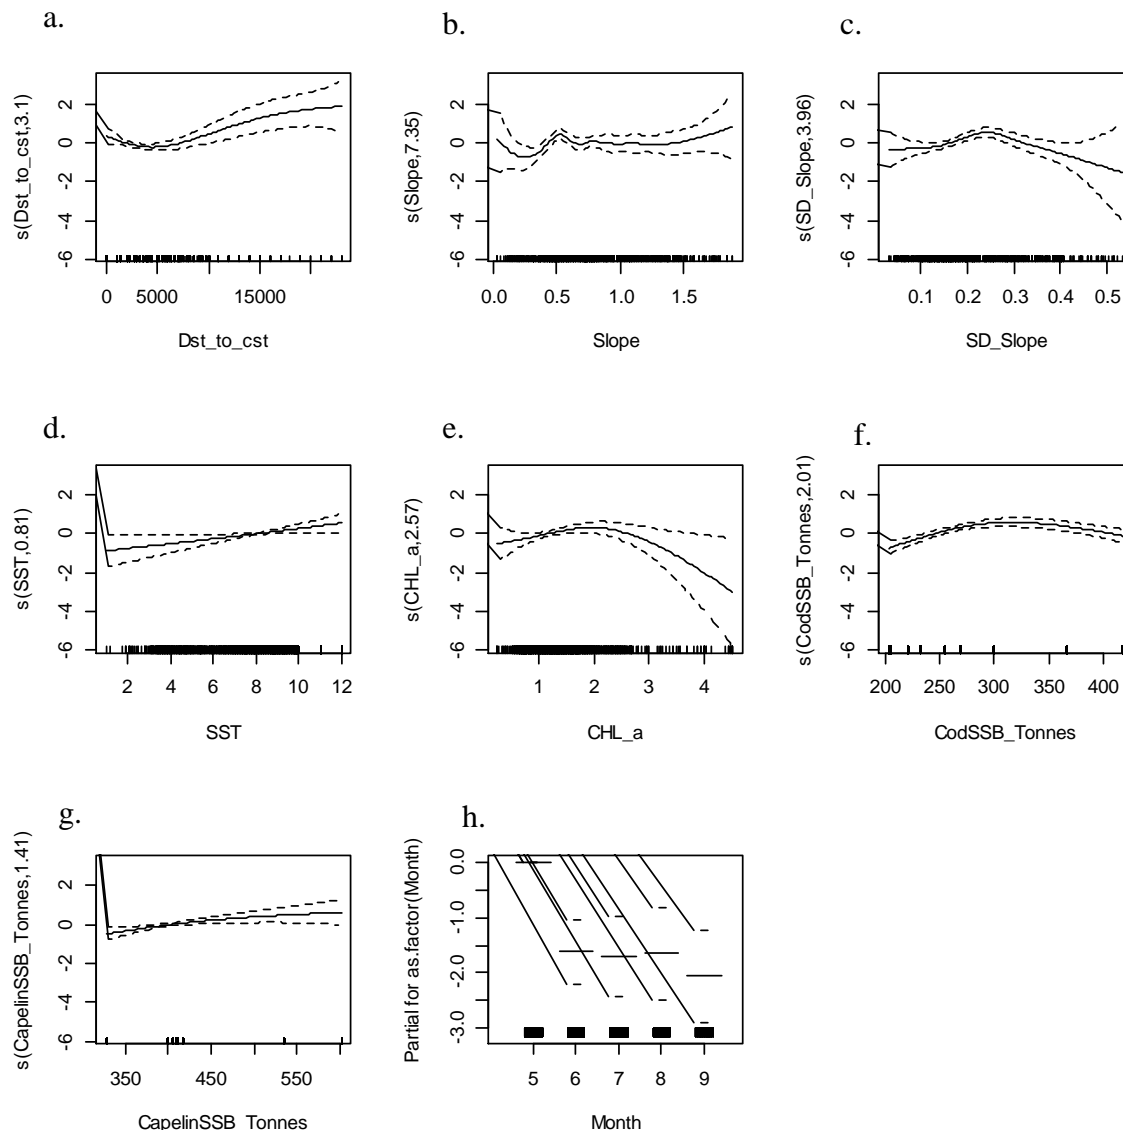 a.
s(Dst_to_cst,3.1)
2
0
-2
-4
-6
0 5000 15000
Dst_to_cst
b.
s(Slope,7.35)
2
0
-2
-4
-6
0.0 0.5 1.0 1.5
Slope
c.
s(SD_Slope,3.96)
2
0
-2
-4
-6
0.1 0.2 0.3 0.4 0.5
SD_Slope
d.
s(SST,0.81)
2
0
-2
-4
-6
2 4 6 8 10 12
SST
e.
s(CHL_a,2.57)
2
0
-2
-4
-6
1 2 3 4
CHL_a
f.
s(CodSSB_Tonnes,2.01)
2
0
-2
-4
-6
200 250 300 350 400
CodSSB_Tonnes
g.
s(CapelinSSB_Tonnes,1.41)
2
0
-2
-4
-6
350 450 550
CapelinSSB_Tonnes
h.
Partial for as.factor(Month)
0.0
-1.0
-2.0
-3.0
5 6 7 8 9
Month